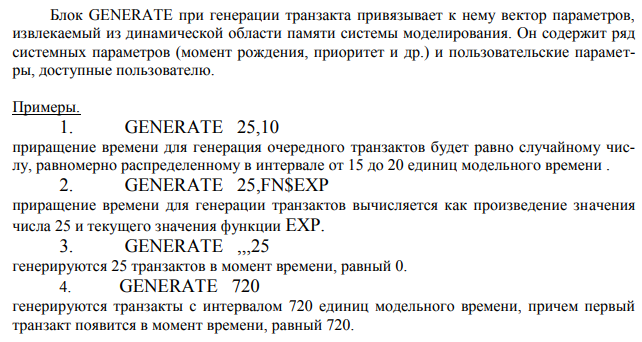 Блок GENERATE при генерации транзакта привязывает к нему вектор параметров,
извлекаемый из динамической области памяти системы моделирования. Он содержит ряд
системных параметров (момент рождения, приоритет и др.) и пользовательские парамет-
ры, доступные пользователю.
Примеры.
1. GENERATE 25,10
приращение времени для генерация очередного транзактов будет равно случайному чис-
лу, равномерно распределенному в интервале от 15 до 20 единиц модельного времени .
2. GENERATE 25,FN$EXP
приращение времени для генерации транзактов вычисляется как произведение значения
числа 25 и текущего значения функции EXP.
3. GENERATE ,,,25
генерируются 25 транзактов в момент времени, равный 0.
4. GENERATE 720
генерируются транзакты с интервалом 720 единиц модельного времени, причем первый
транзакт появится в момент времени, равный 720.